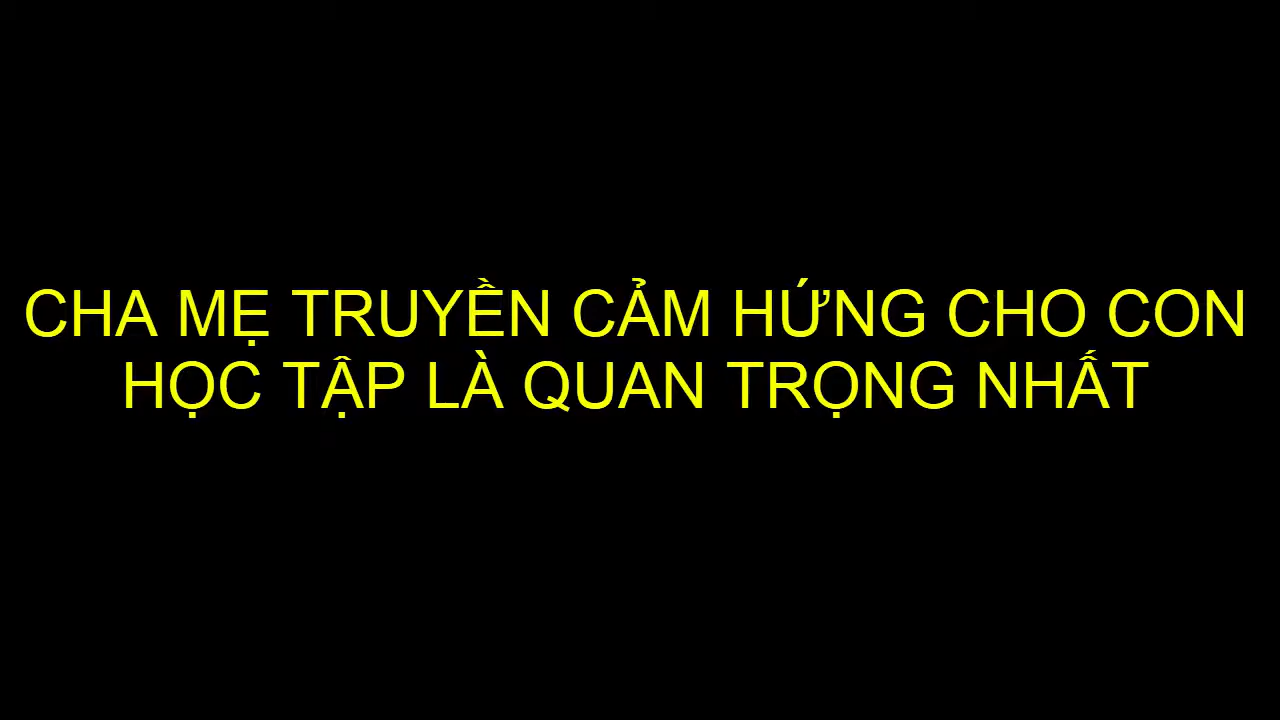 CHA MẸ TRUYỀN CẢM HỨNG CHO CON
HỌC TẬP LÀ QUAN TRỌNG NHẤT